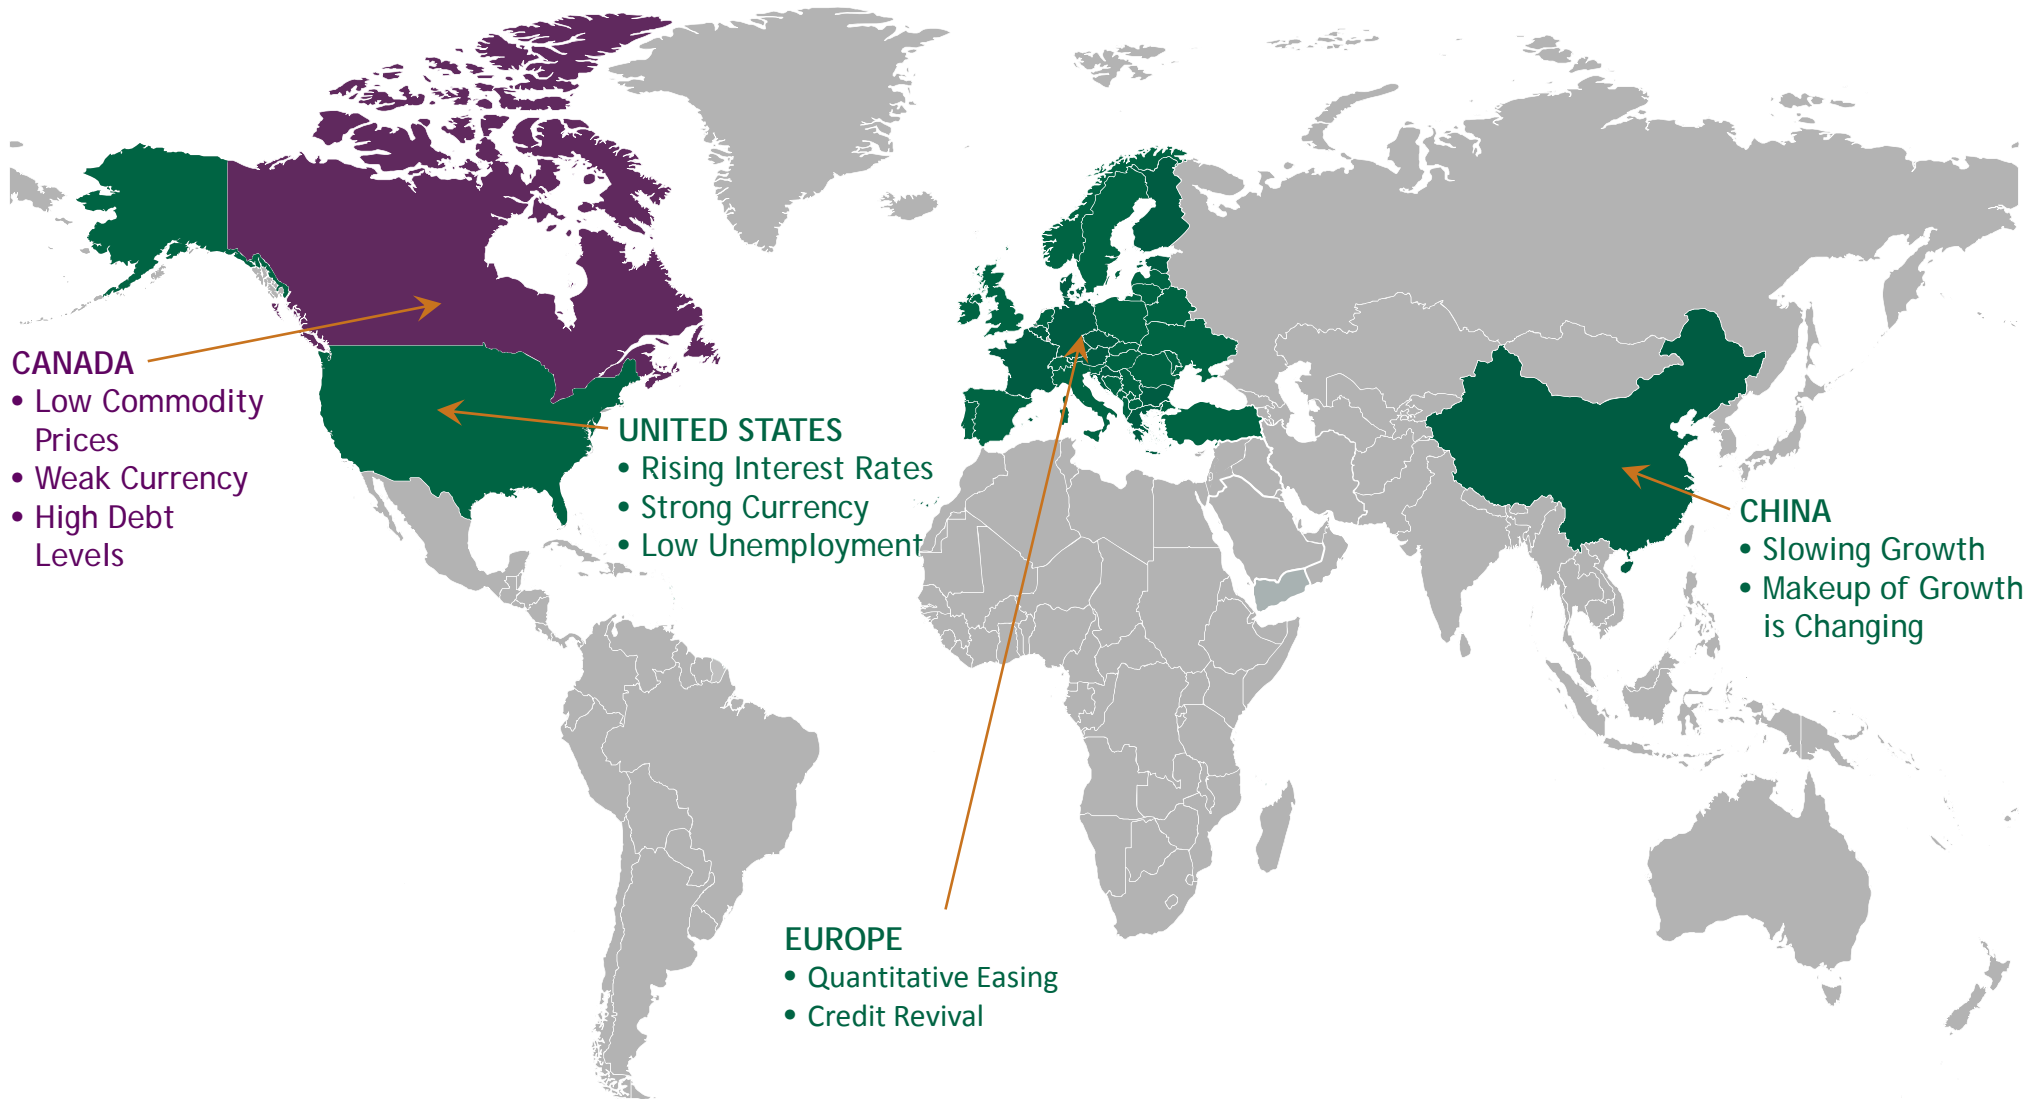 CANADA
• Low Commodity
Prices
• Weak Currency
• High Debt
Levels
UNITED STATES
• Rising Interest Rates
• Strong Currency
• Low Unemployment
CHINA
• Slowing Growth
• Makeup of Growth
is Changing
EUROPE
• Quantitative Easing
• Credit Revival